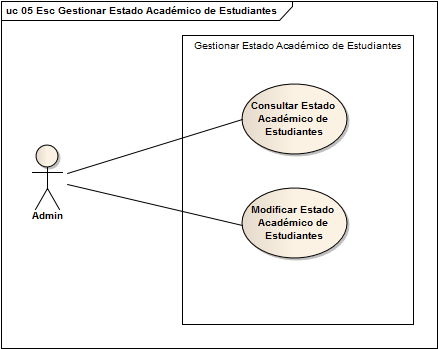 uc 05 Esc Gestionar Estado Académico de Estudiantes
Gestionar Estado Académico de Estudiantes
Consultar Estado
Académico de
Estudiantes
Admin
Modificar Estado
Académico de
Estudiantes